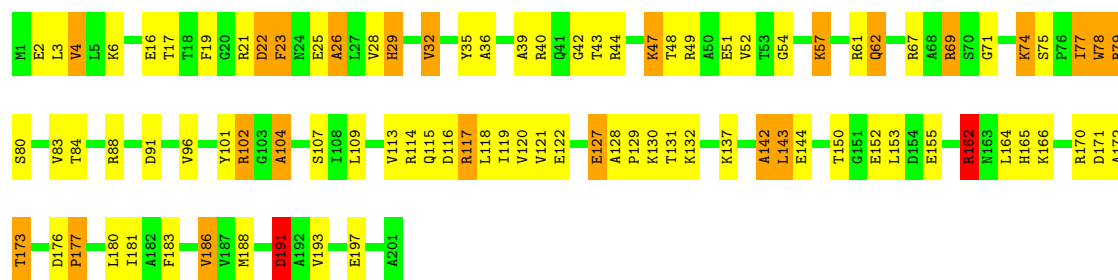 M1 E2 L3 V4 L5 K6 E16 T17 T18 F19 G20 R21 D22 F23 N24 E25 A26 L27 V28 H29 V32 Y35 A36 A39 R40 Q41 G42 T43 R44 K47 T48 R49 A50 E51 V52 T53 G54 K57 R61 Q62 R67 A68 R69 S70 G71 K74 S75 P76 I77 W78
S80 V83 T84 R88 D91 V96 Y101 R102 G103 A104 S107 I108 L109 V113 R114 Q115 D116 R117 L118 I119 V120 V121 E122 E127 A128 P129 K130 T131 K132 K137 A142 L143 E144 T150 G151 E152 L153 D154 E155 R162 N163 L164 H165 K166 R170 D171
T173 D176 P177 L180 I181 A182 F183 V186 V187 M188 D191 A192 V193 E197 A201